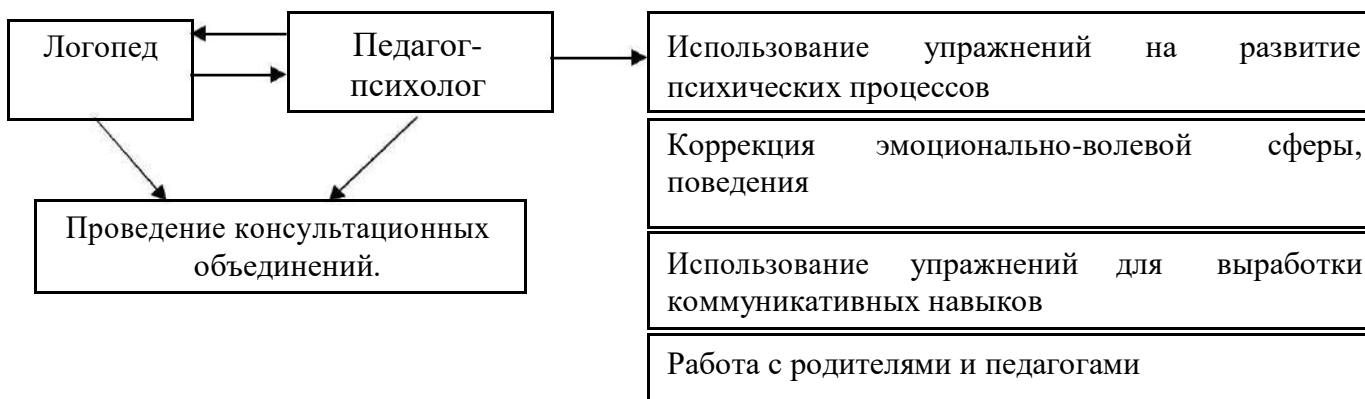 Логопед
Педагог-
психолог
Проведение консультационных
объединений.
Использование упражнений на развитие
психических процессов
Коррекция эмоционально-волевой сферы,
поведения
Использование упражнений для выработки
коммуникативных навыков
Работа с родителями и педагогами